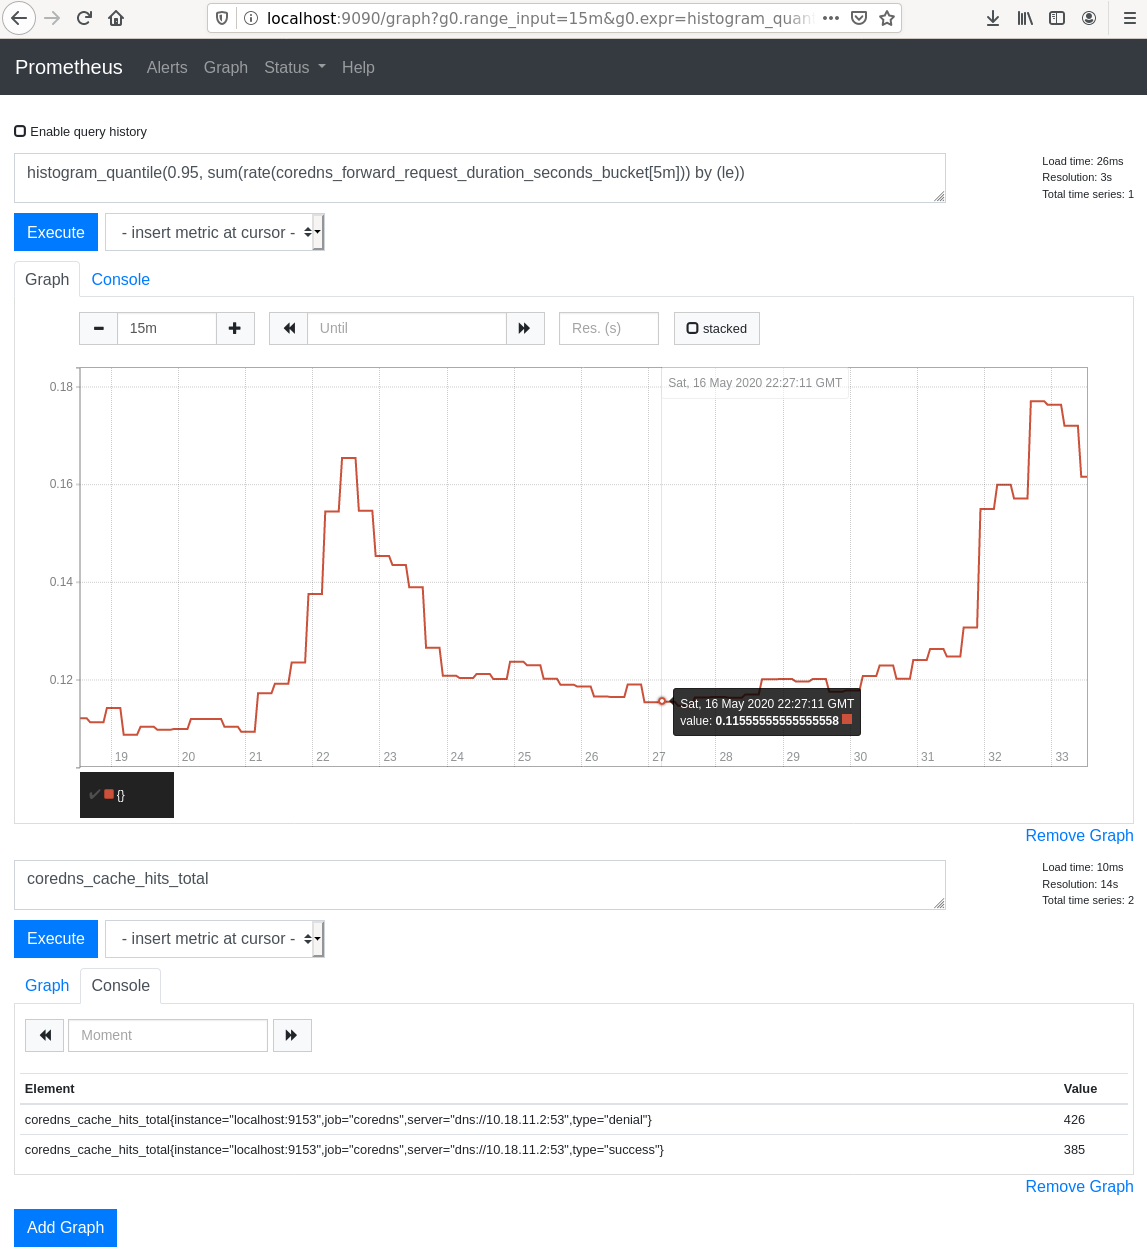 localhost:9090/graph?g0.range_input=15m&g0.expr=histogram_quant
Prometheus Alerts Graph Status Help
Enable query history
histogram_quantile(0.95, sum(rate(coredns_forward_request_duration_seconds_bucket[5m])) by (le))
Load time: 26ms
Resolution: 3s
Total time series: 1
Execute - insert metric at cursor -
Graph Console
15m Until Res. (s) stacked
Sat, 16 May 2020 22:27:11 GMT
0.18
0.16
0.14
0.12
Sat, 16 May 2020 22:27:11 GMT
value: 0.11555555555555558
19 20 21 22 23 24 25 26 27 28 29 30 31 32 33
{}
Remove Graph
coredns_cache_hits_total
Load time: 10ms
Resolution: 14s
Total time series: 2
Execute - insert metric at cursor -
Graph Console
Moment
Element Value
coredns_cache_hits_total{instance="localhost:9153",job="coredns",server="dns://10.18.11.2:53",type="denial"} 426
coredns_cache_hits_total{instance="localhost:9153",job="coredns",server="dns://10.18.11.2:53",type="success"} 385
Remove Graph
Add Graph